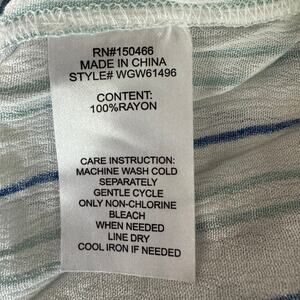 RN#150466
MADE IN CHINA
STYLE# WGW61496
CONTENT:
100%RAYON
CARE INSTRUCTION:
MACHINE WASH COLD
SEPARATELY
GENTLE CYCLE
ONLY NON-CHLORINE
BLEACH
WHEN NEEDED
LINE DRY
COOL IRON IF NEEDED